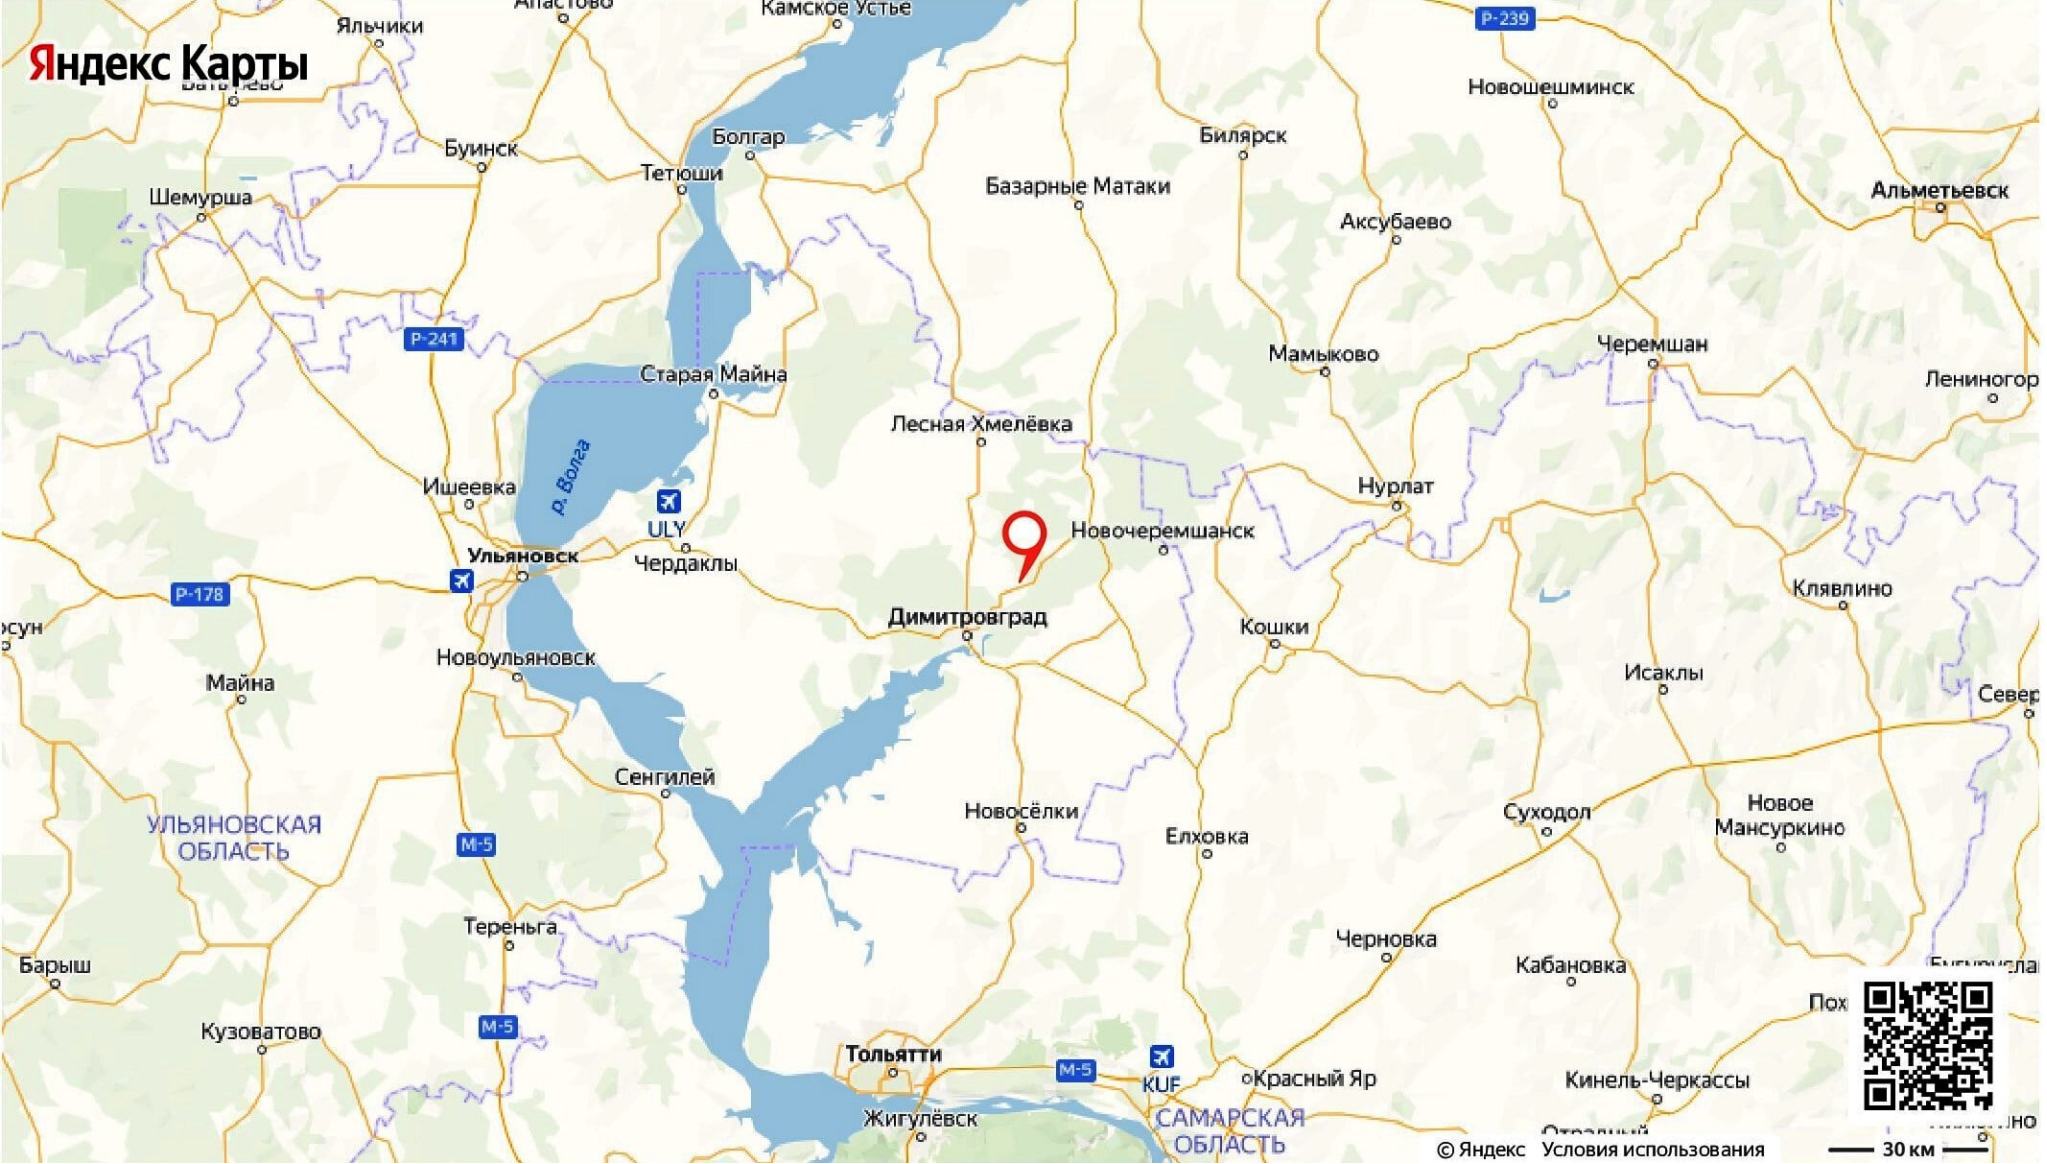 Апастово
Камское Устье
Р-239
Яльчики
Яндекс Карты
Новошешминск
Буинск
Болгар
Билярск
Тетюши
Базарные Матаки
Альметьевск
Шемурша
Аксубаево
Р-241
Черемшан
Мамыково
Старая Майна
Лениногор
Лесная Хмелёвка
р. Волга
Ишеевка
Нурлат
ULY
Новочеремшанск
Ульяновск
Чердаклы
Р-178
Клявлино
Димитровград
Кошки
осун
Новоульяновск
Майна
Исаклы
Север
Сенгилей
Новосёлки
Суходол
Новое
Мансуркино
УЛЬЯНОВСКАЯ
ОБЛАСТЬ
М-5
Елховка
Тереньга
Черновка
Барыш
Кабановка
Пох
Кузоватово
М-5
Тольятти
М-5
KUF
Красный Яр
Кинель-Черкассы
Жигулёвск
САМАРСКАЯ
ОБЛАСТЬ
© Яндекс Условия использования
30 км